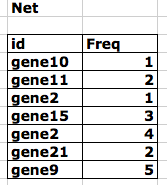 Net
id Freq
gene10 1
gene11 2
gene2 1
gene15 3
gene2 4
gene21 2
gene9 5